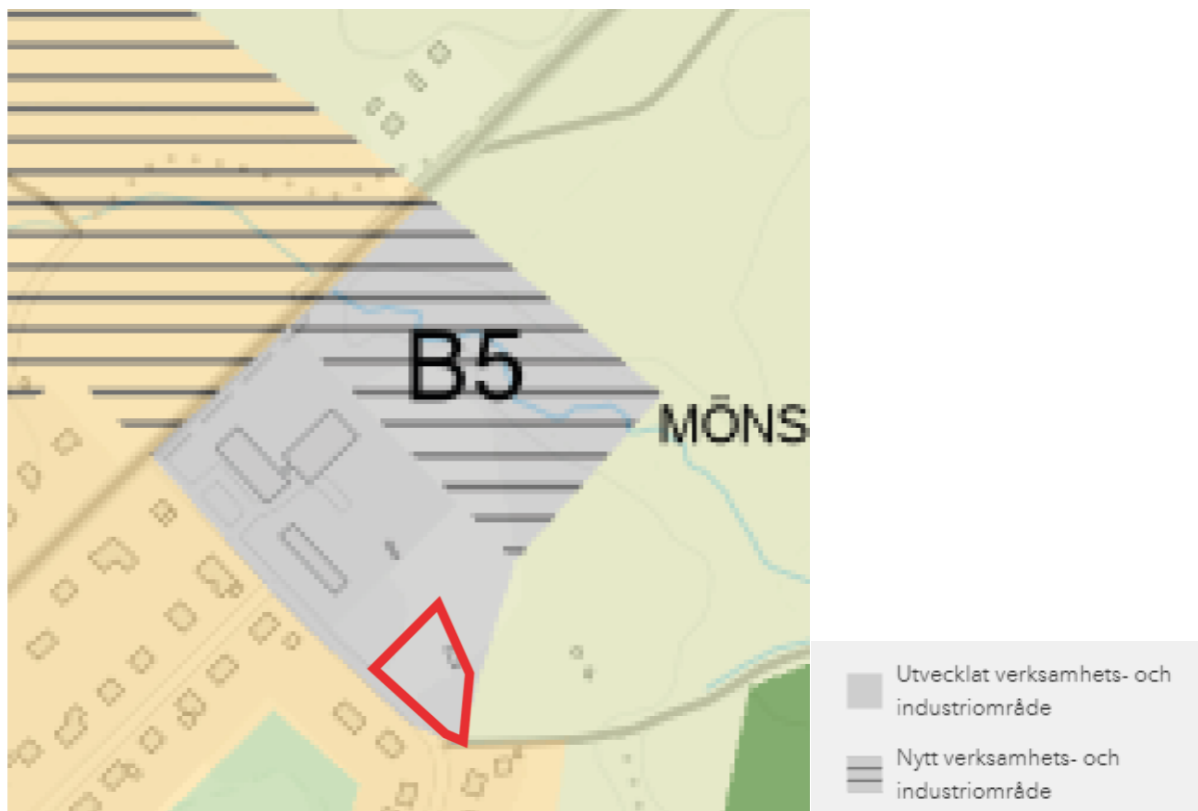 B5
MÖNS
Utvecklat verksamhets- och
industriområde
Nytt verksamhets- och
industriområde